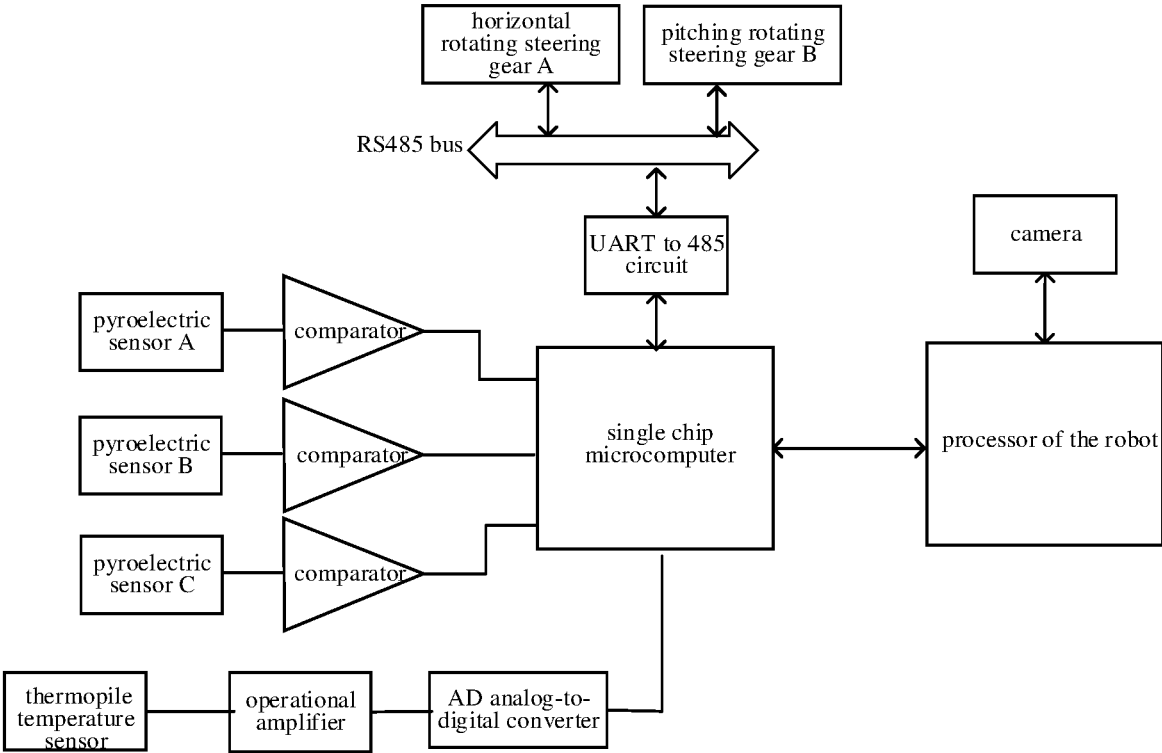 horizontal
rotating steering
gear A
pitching rotating
steering gear B
RS485 bus
UART to 485
circuit
camera
pyroelectric
sensor A
comparator
pyroelectric
sensor B
comparator
single chip
microcomputer
processor of the robot
pyroelectric
sensor C
comparator
thermopile
temperature
sensor
operational
amplifier
AD analog-to-
digital converter